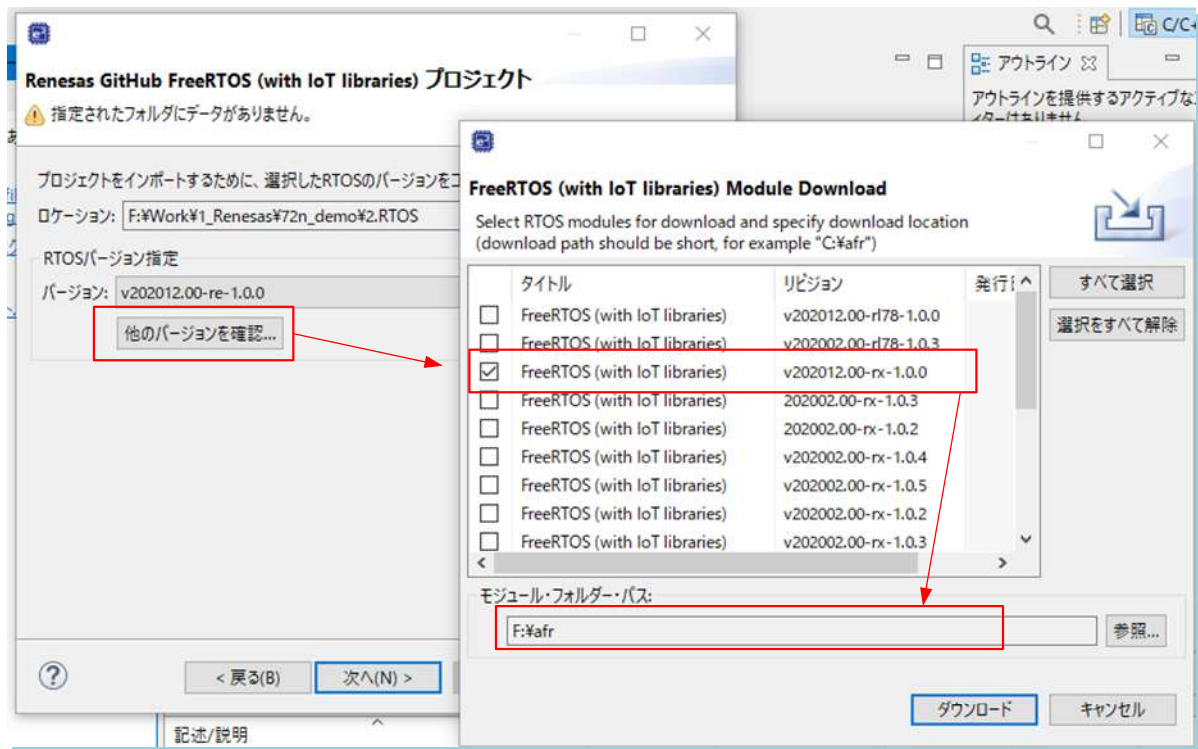 C/C+
アウトライン
アウトラインを提供するアクティブな
Renesas GitHub FreeRTOS (with IoT libraries) プロジェクト
指定されたフォルダにデータがありません。
プロジェクトをインポートするために、選択したRTOSのバージョンを
ロケーション: F:¥Work¥1_Renesas¥72n_demo¥2.RTOS
RTOSバージョン指定
バージョン: v202012.00-re-1.0.0
他のバージョンを確認...
< 戻る(B)
次へ(N) >
記述/説明
FreeRTOS (with IoT libraries) Module Download
Select RTOS modules for download and specify download location
(download path should be short, for example "C:¥afr")
タイトル リビジョン 発行
FreeRTOS (with IoT libraries) v202012.00-rl78-1.0.0
FreeRTOS (with IoT libraries) v202002.00-rl78-1.0.3
FreeRTOS (with IoT libraries) v202012.00-rx-1.0.0
FreeRTOS (with IoT libraries) 202002.00-rx-1.0.3
FreeRTOS (with IoT libraries) 202002.00-rx-1.0.2
FreeRTOS (with IoT libraries) v202002.00-rx-1.0.4
FreeRTOS (with IoT libraries) v202002.00-rx-1.0.5
FreeRTOS (with IoT libraries) v202002.00-rx-1.0.2
FreeRTOS (with IoT libraries) v202002.00-rx-1.0.3
すべて選択
選択をすべて解除
モジュール・フォルダー・パス:
F:¥afr
参照...
ダウンロード
キャンセル